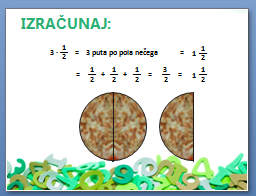 IZRAČUNAJ:
3 · 1/2 = 3 puta po pola nečega = 1 1/2
= 1/2 + 1/2 + 1/2 = 3/2 = 1 1/2